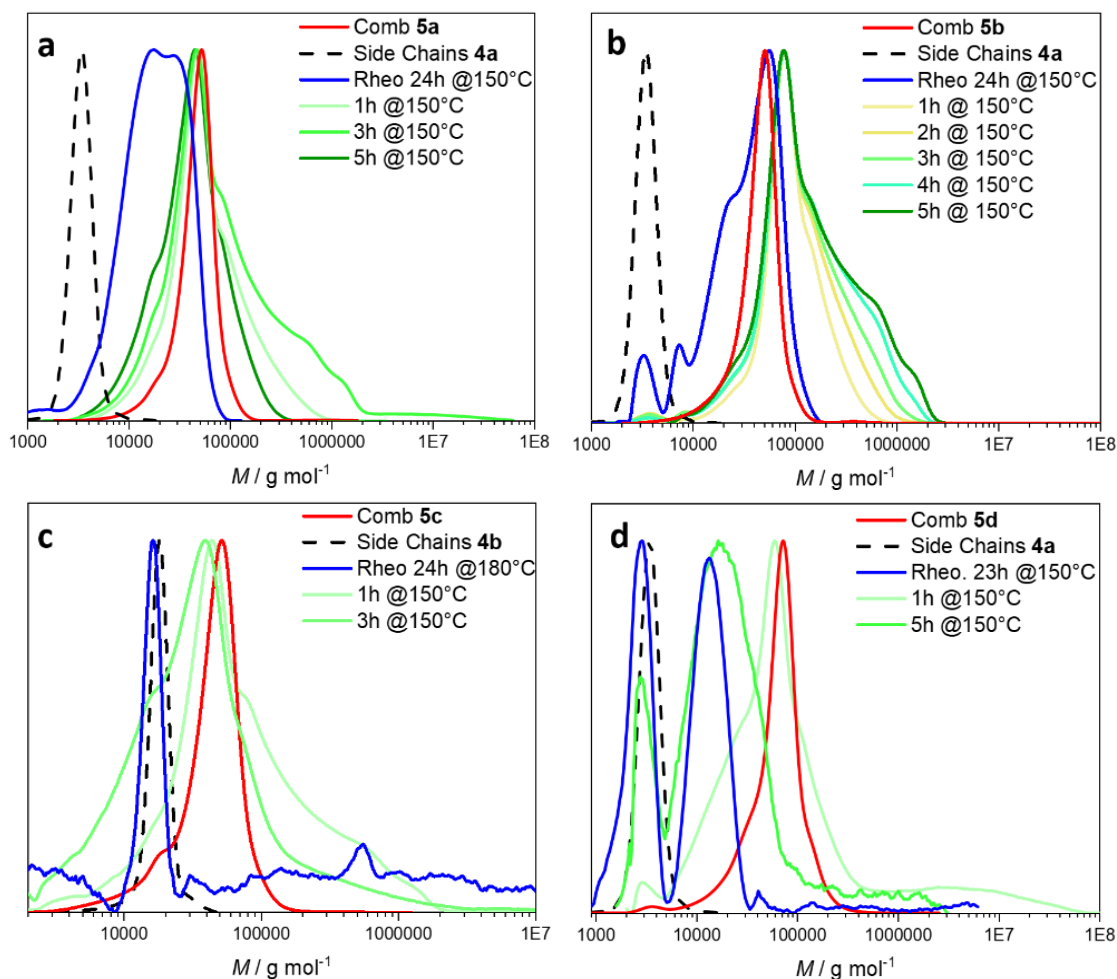 a
Comb 5a
Side Chains 4a
Rheo 24h @150°C
1h @150°C
3h @150°C
5h @150°C
1000 10000 100000 1000000 1E7 1E8
M / g mol⁻¹
b
Comb 5b
Side Chains 4a
Rheo 24h @150°C
1h @ 150°C
2h @ 150°C
3h @ 150°C
4h @ 150°C
5h @ 150°C
1000 10000 100000 1000000 1E7 1E8
M / g mol⁻¹
c
Comb 5c
Side Chains 4b
Rheo 24h @180°C
1h @150°C
3h @150°C
10000 100000 1000000 1E7
M / g mol⁻¹
d
Comb 5d
Side Chains 4a
Rheo. 23h @150°C
1h @150°C
5h @150°C
1000 10000 100000 1000000 1E7 1E8
M / g mol⁻¹